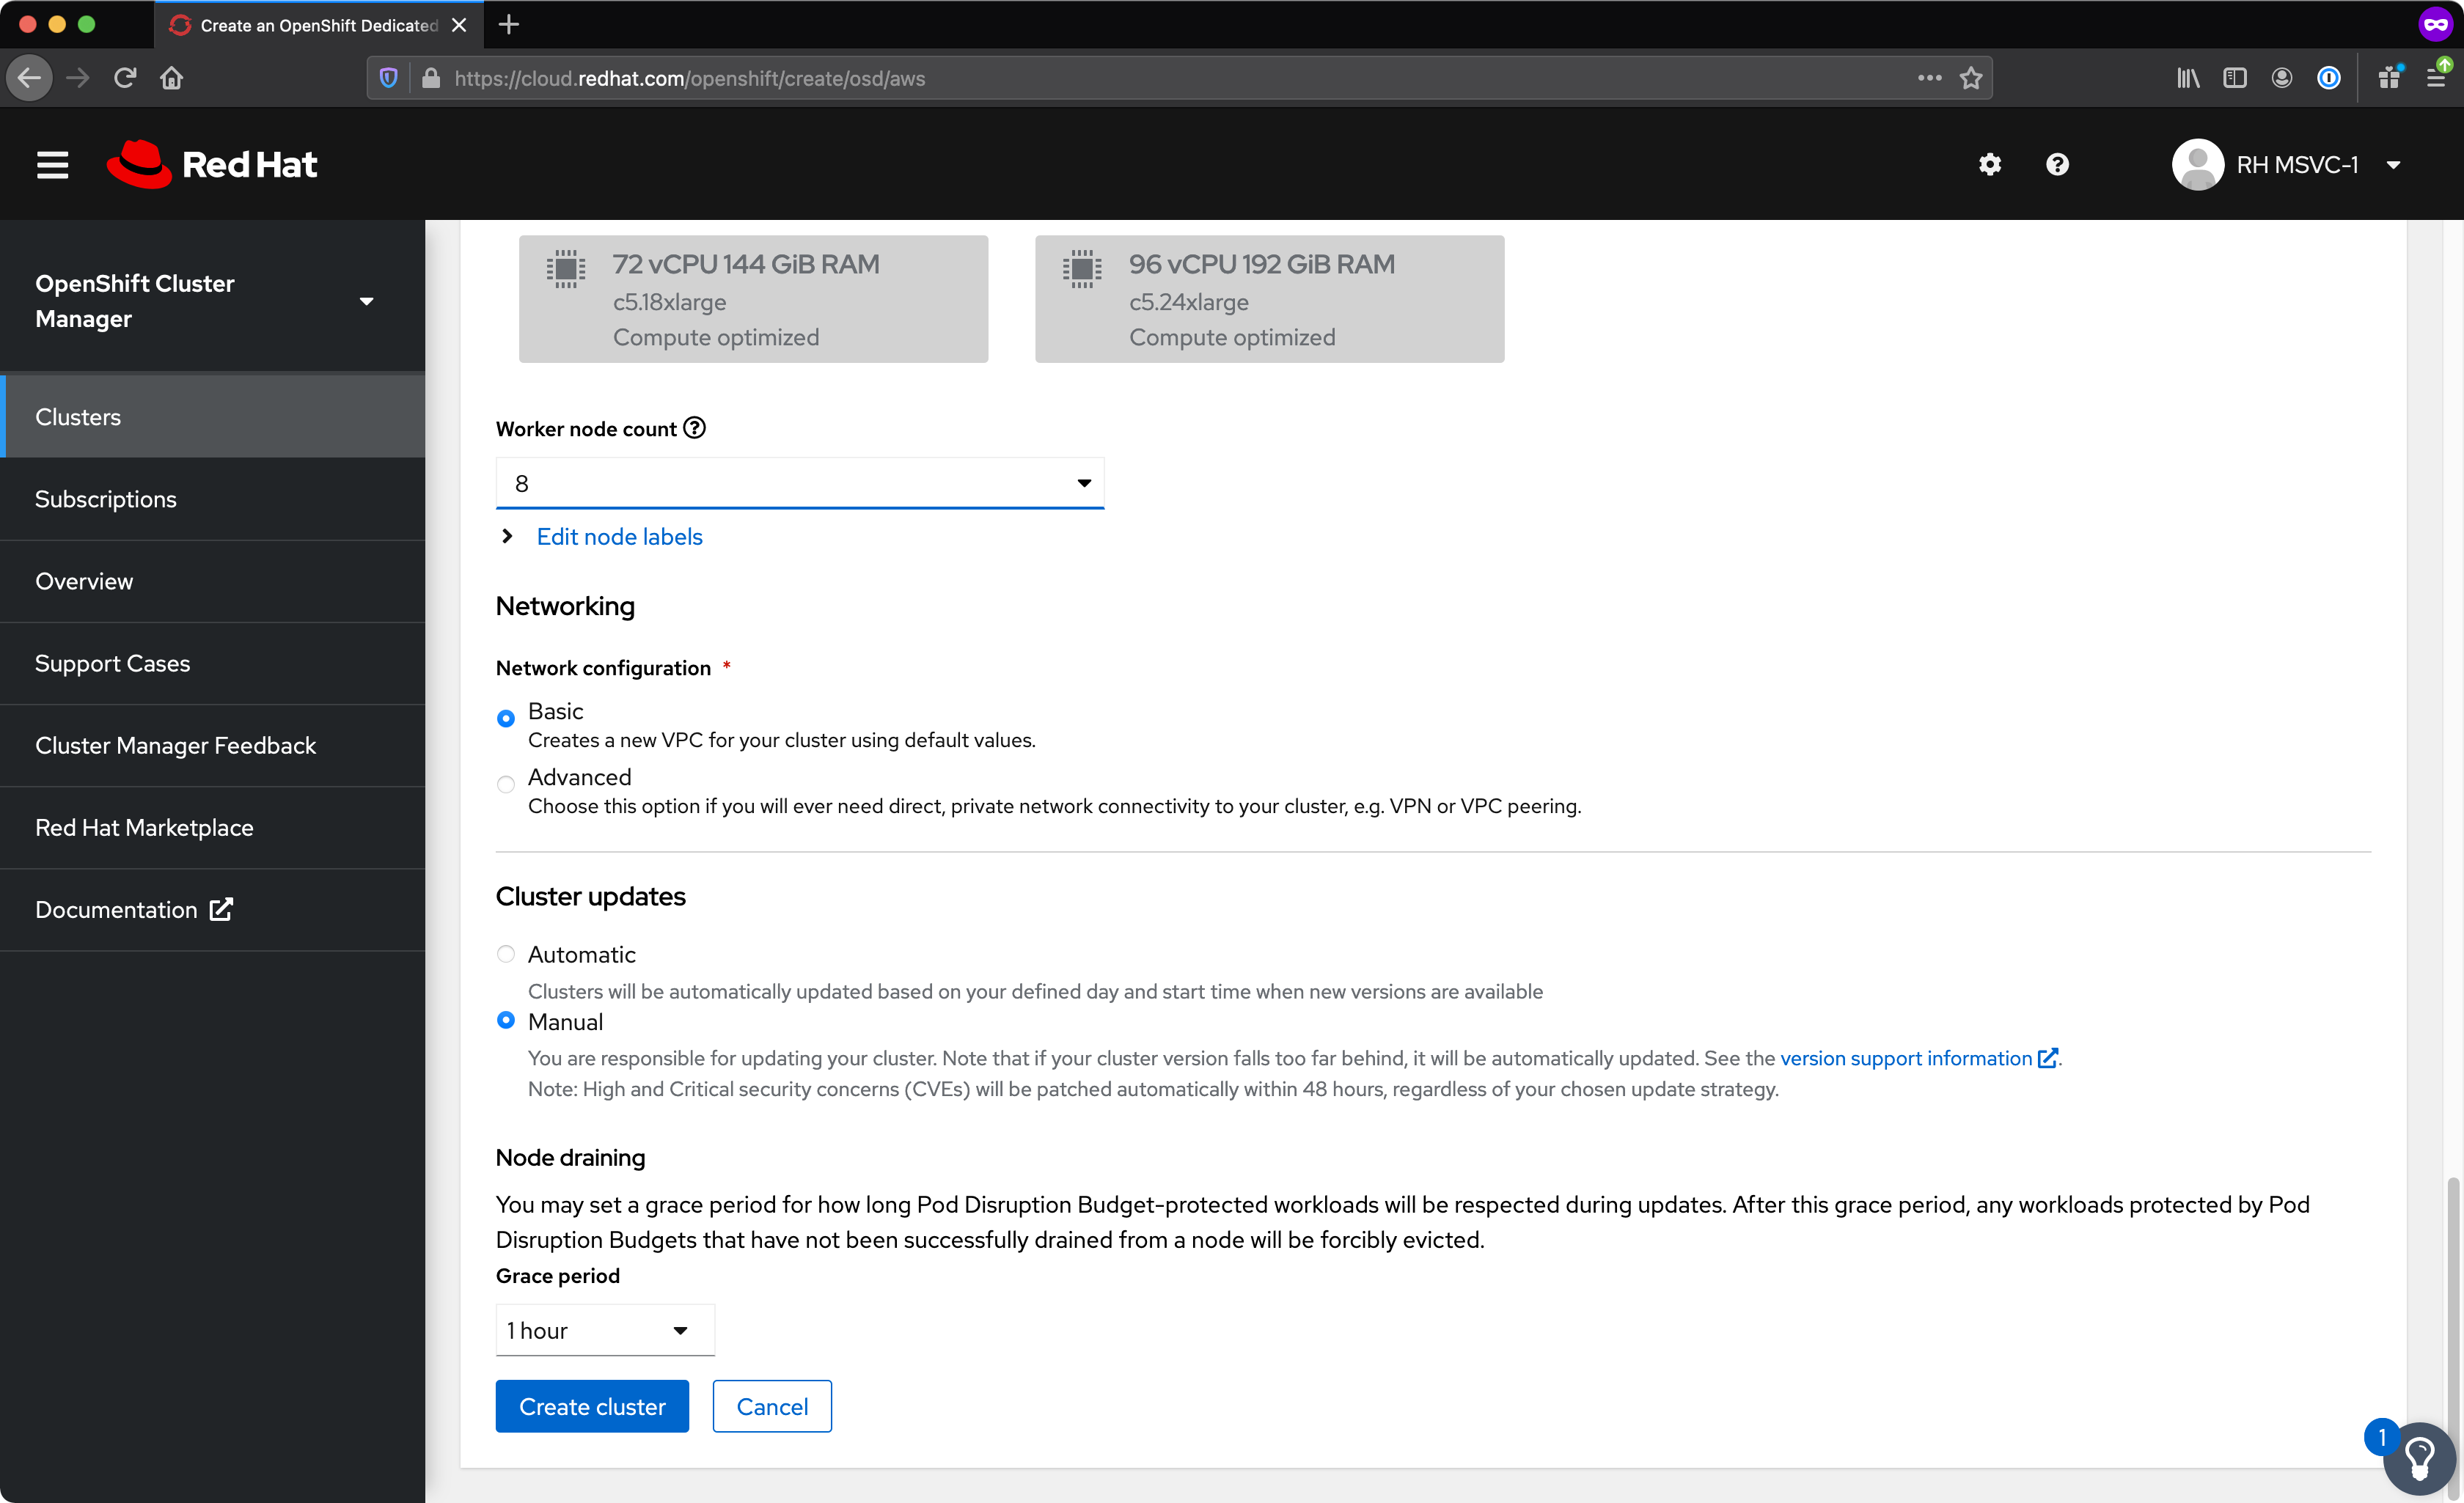 Create an OpenShift Dedicated
https://cloud.redhat.com/openshift/create/osd/aws
Red Hat
RH MSVC-1
OpenShift Cluster
Manager
Clusters
Subscriptions
Overview
Support Cases
Cluster Manager Feedback
Red Hat Marketplace
Documentation
72 vCPU 144 GiB RAM
c5.18xlarge
Compute optimized
96 vCPU 192 GiB RAM
c5.24xlarge
Compute optimized
Worker node count
8
Edit node labels
Networking
Network configuration *
Basic
Creates a new VPC for your cluster using default values.
Advanced
Choose this option if you will ever need direct, private network connectivity to your cluster, e.g. VPN or VPC peering.
Cluster updates
Automatic
Clusters will be automatically updated based on your defined day and start time when new versions are available
Manual
You are responsible for updating your cluster. Note that if your cluster version falls too far behind, it will be automatically updated. See the version support information.
Note: High and Critical security concerns (CVEs) will be patched automatically within 48 hours, regardless of your chosen update strategy.
Node draining
You may set a grace period for how long Pod Disruption Budget-protected workloads will be respected during updates. After this grace period, any workloads protected by Pod
Disruption Budgets that have not been successfully drained from a node will be forcibly evicted.
Grace period
1 hour
Create cluster
Cancel
1